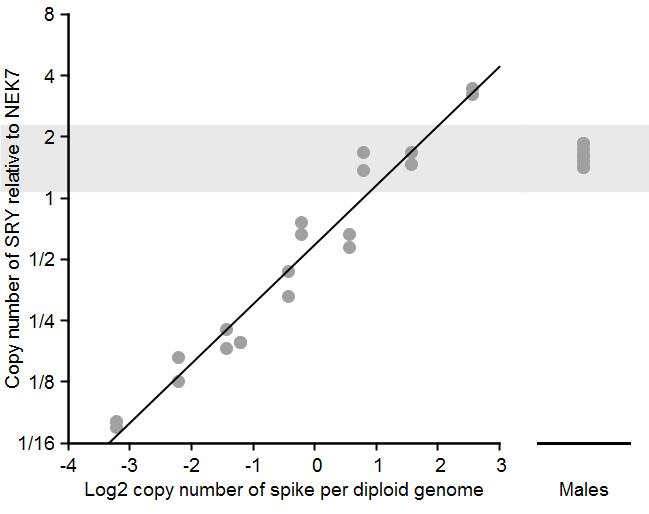 Copy number of SRY relative to NEK7
8
4
2
1
1/2
1/4
1/8
1/16
-4 -3 -2 -1 0 1 2 3
Log2 copy number of spike per diploid genome
Males